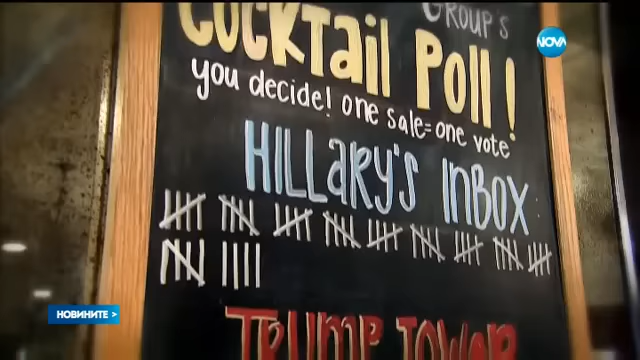 GROUP'S
COCKTAIL POLL!
you decide! one sale=one vote
HILLARY'S INBOX
TRUMP TOWER
NOVA
НОВИНИТЕ >